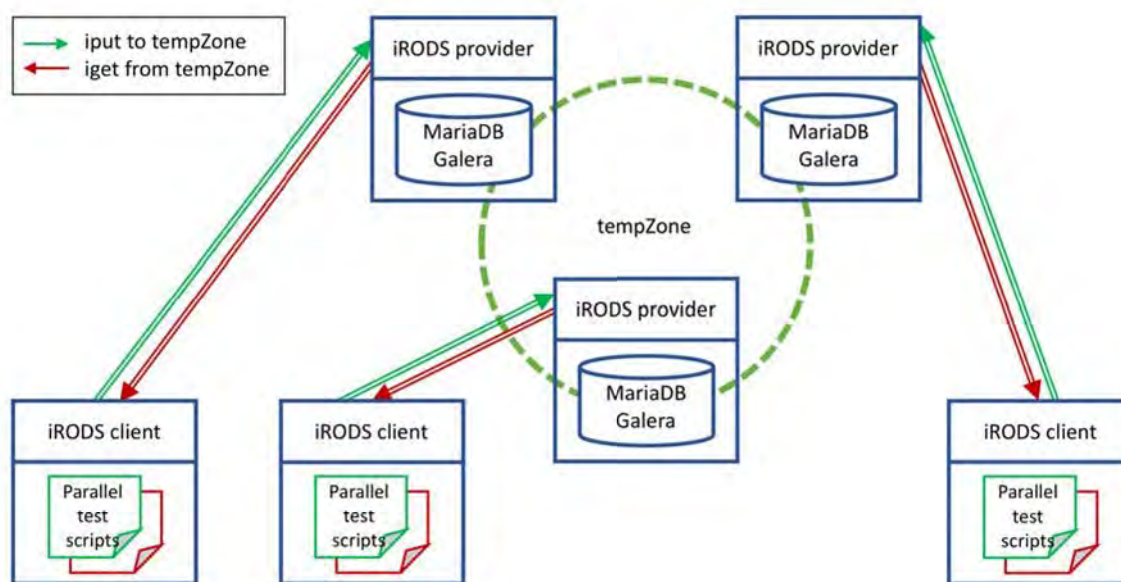 iput to tempZone
iget from tempZone
iRODS provider
MariaDB
Galera
iRODS provider
MariaDB
Galera
tempZone
iRODS provider
MariaDB
Galera
iRODS client
Parallel
test
scripts
iRODS client
Parallel
test
scripts
iRODS client
Parallel
test
scripts